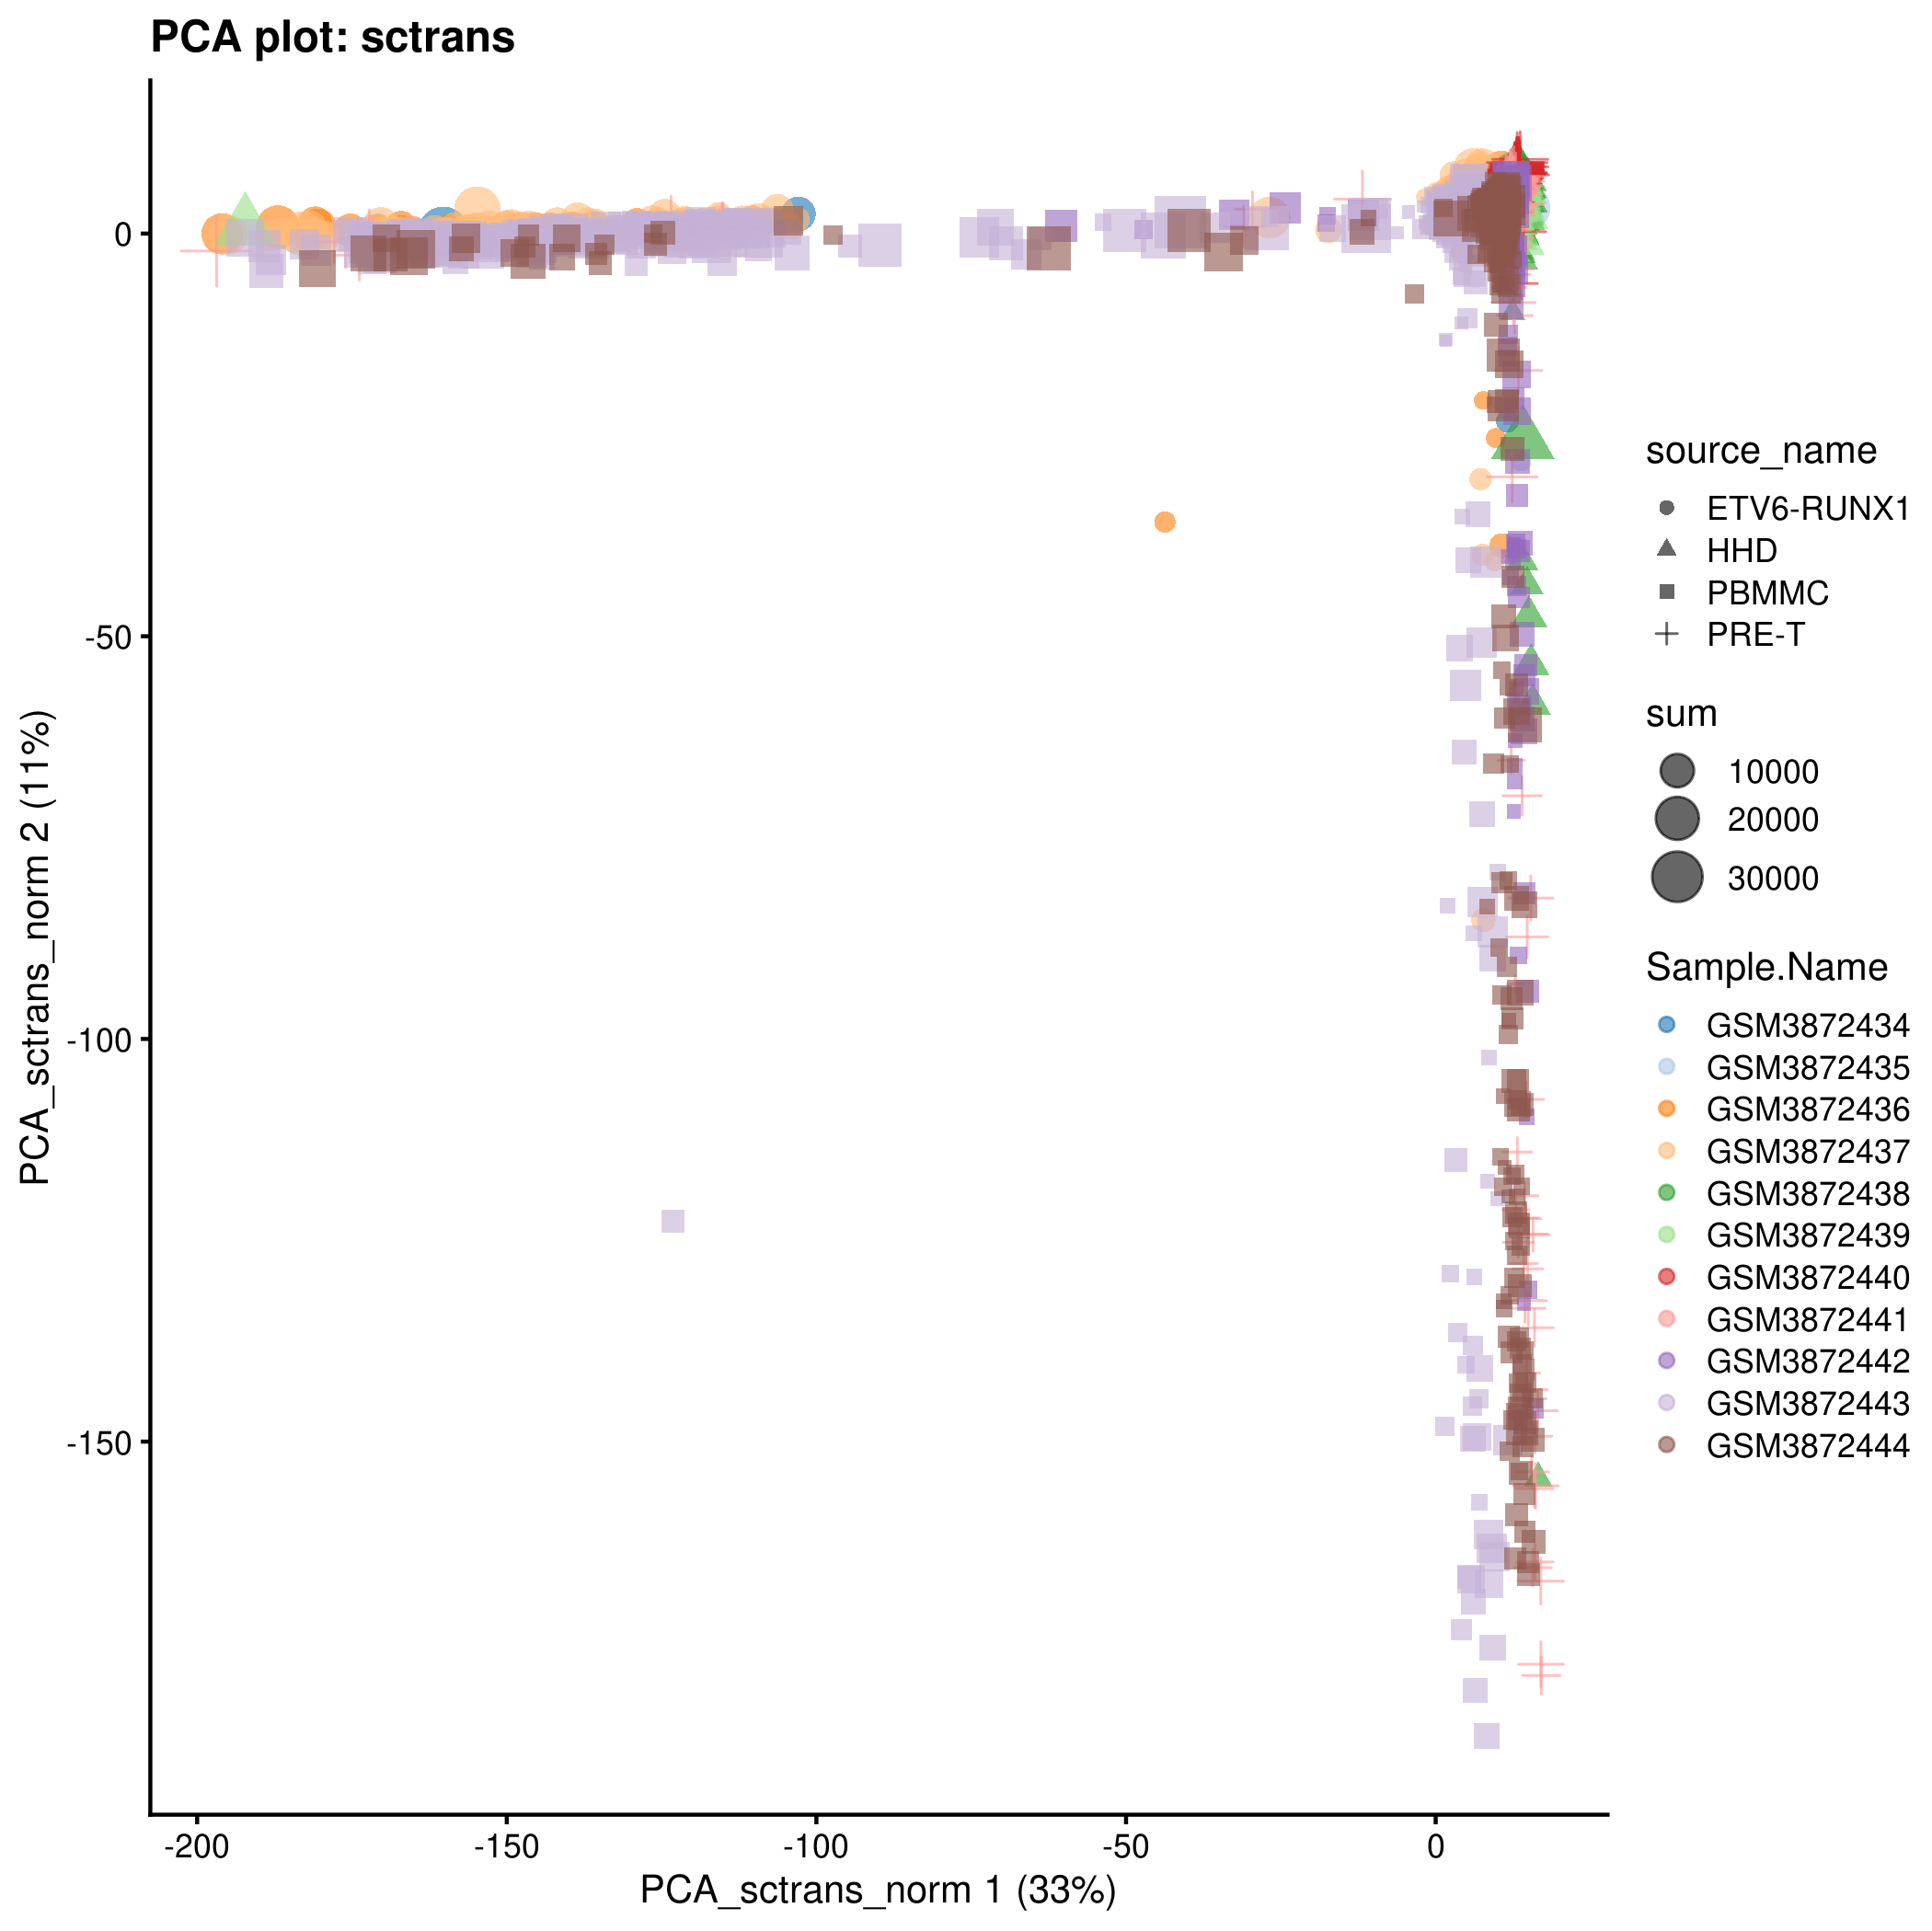 PCA plot: sctrans
PCA_sctrans_norm 2 (11%)
0
-50
-100
-150
-200
-150
-100
-50
0
PCA_sctrans_norm 1 (33%)
source_name
ETV6-RUNX1
HHD
PBMMC
PRE-T
sum
10000
20000
30000
Sample.Name
GSM3872434
GSM3872435
GSM3872436
GSM3872437
GSM3872438
GSM3872439
GSM3872440
GSM3872441
GSM3872442
GSM3872443
GSM3872444